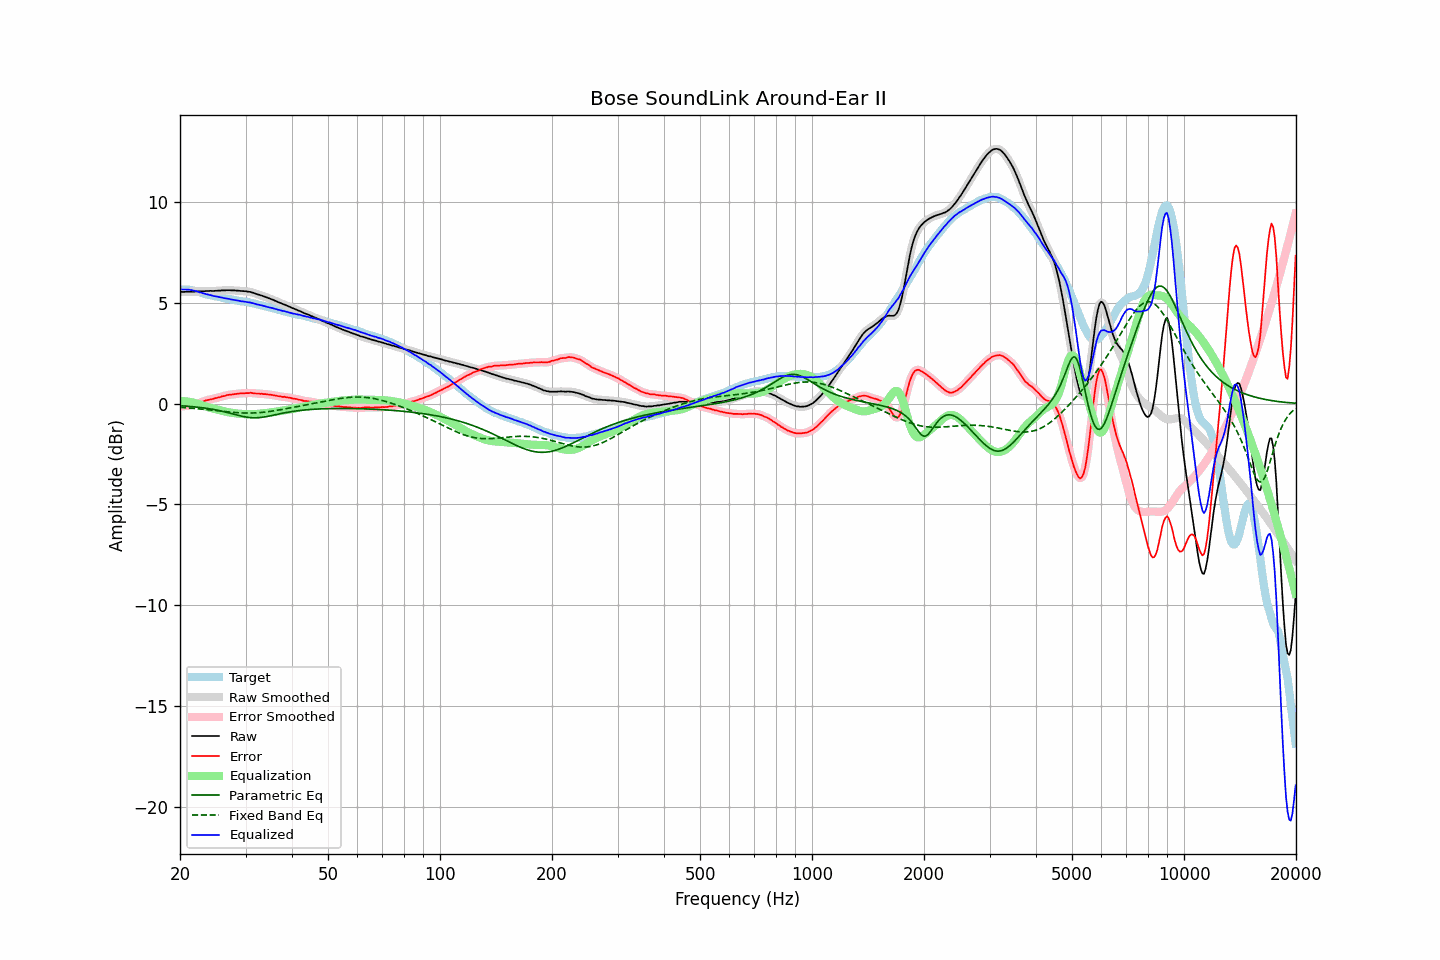 Bose SoundLink Around-Ear II
Amplitude (dBr)
10
5
0
−5
−10
−15
−20
Target
Raw Smoothed
Error Smoothed
Raw
Error
Equalization
Parametric Eq
Fixed Band Eq
Equalized
20 50 100 200 500 1000 2000 5000 10000 20000
Frequency (Hz)